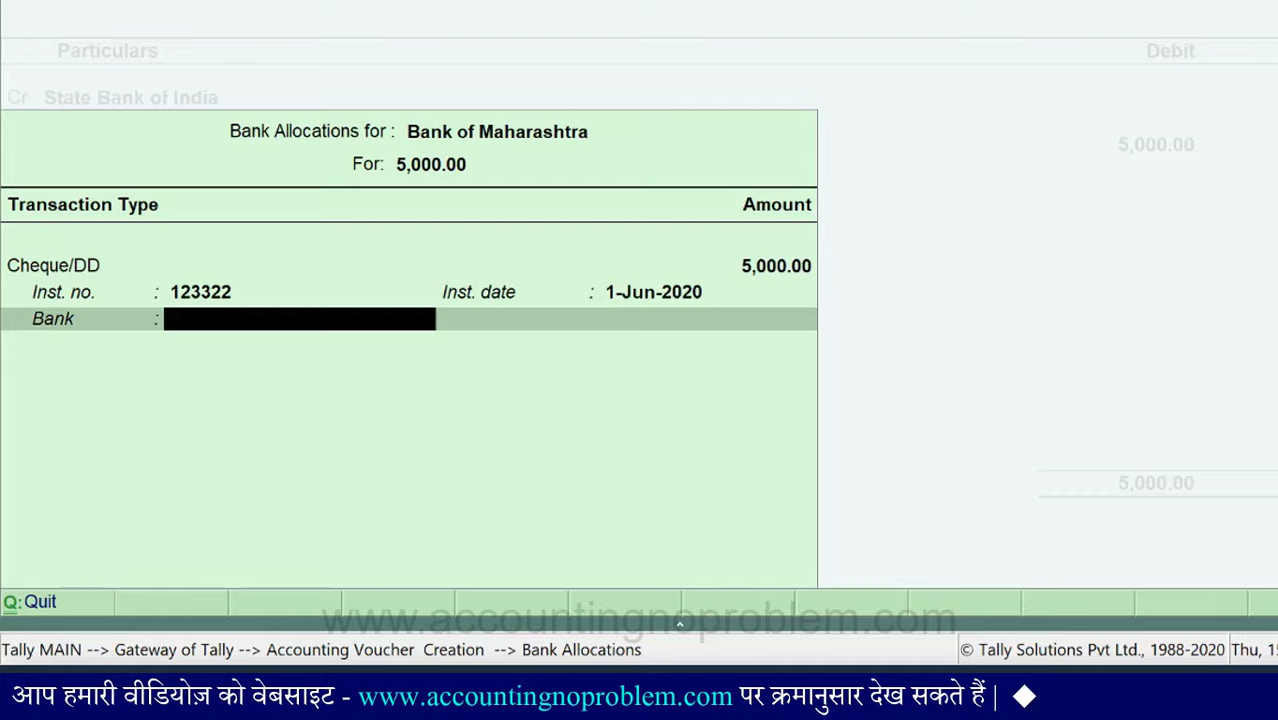 Particulars Debit
Cr State Bank of India
Bank Allocations for : Bank of Maharashtra
5,000.00
For: 5,000.00
Transaction Type Amount
Cheque/DD 5,000.00
Inst. no. : 123322 Inst. date : 1-Jun-2020
Bank :
5,000.00
Q: Quit
www.accountingnoproblem.com
Tally MAIN --> Gateway of Tally --> Accounting Voucher Creation --> Bank Allocations © Tally Solutions Pvt Ltd., 1988-2020 Thu, 15
आप हमारी वीडियोज़ को वेबसाइट - www.accountingnoproblem.com पर क्रमानुसार देख सकते हैं |